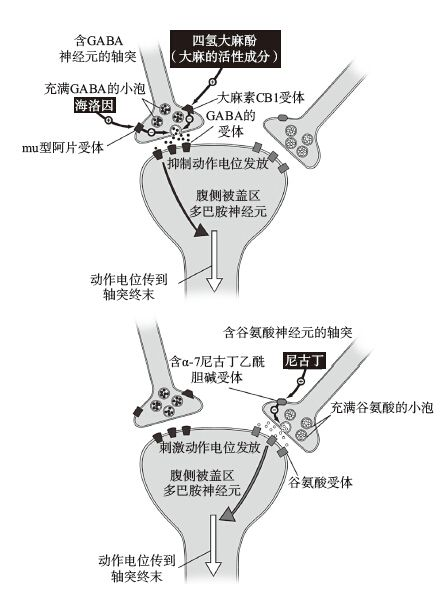 含GABA
神经元的轴突
四氢大麻酚
（大麻的活性成分）
充满GABA的小泡
海洛因
大麻素CB1受体
GABA的
受体
mu型阿片受体
抑制动作电位发放
腹侧被盖区
多巴胺神经元
动作电位传到
轴突终末
含谷氨酸神经元的轴突
含α-7尼古丁乙酰
胆碱受体
尼古丁
充满谷氨酸的小泡
刺激动作电位发放
谷氨酸受体
腹侧被盖区
多巴胺神经元
动作电位传到
轴突终末